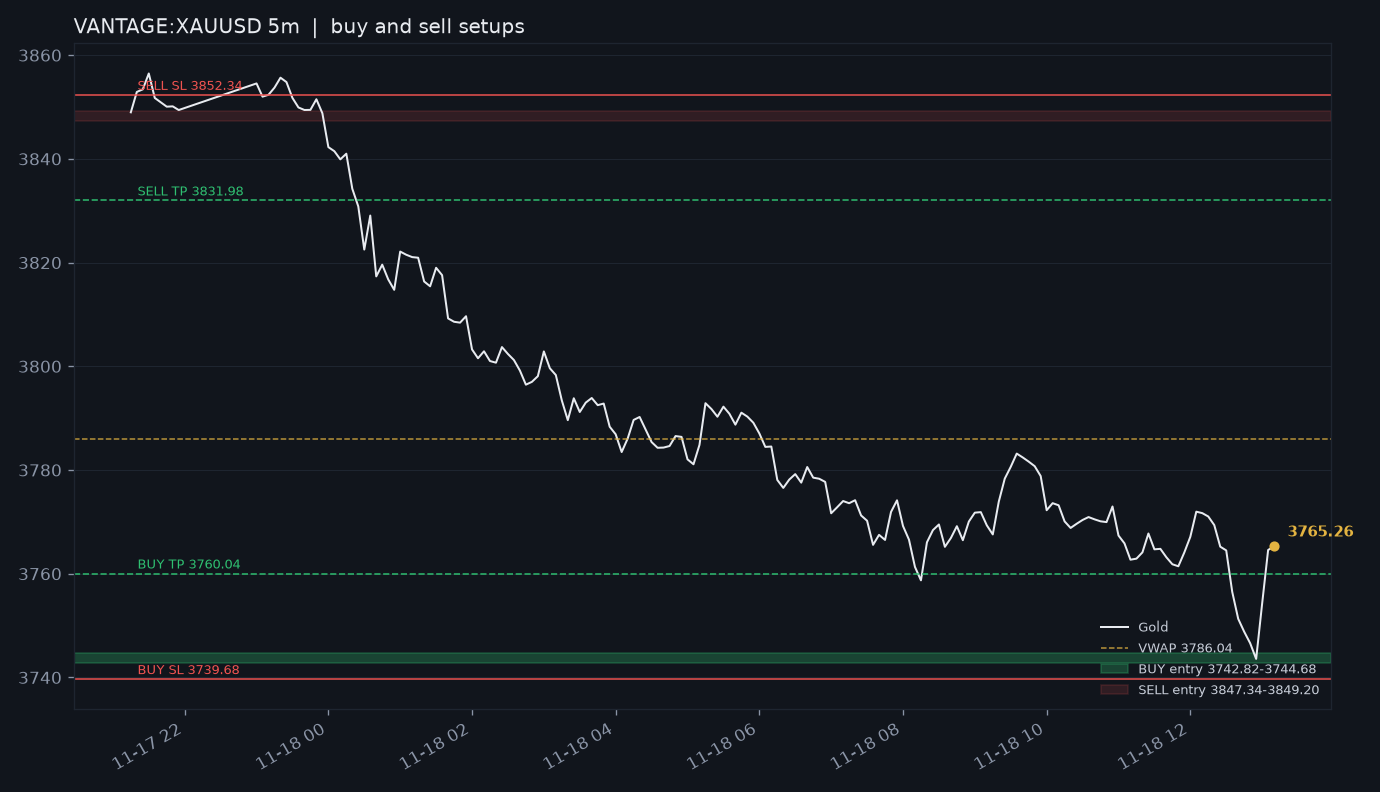 VANTAGE:XAUUSD 5m | buy and sell setups
3860
SELL SL 3852.34
3840
SELL TP 3831.98
3820
3800
3780
3765.26
3760
BUY TP 3760.04
3740
BUY SL 3739.68
Gold
VWAP 3786.04
BUY entry 3742.82-3744.68
SELL entry 3847.34-3849.20
11-17 22
11-18 00
11-18 02
11-18 04
11-18 06
11-18 08
11-18 10
11-18 12